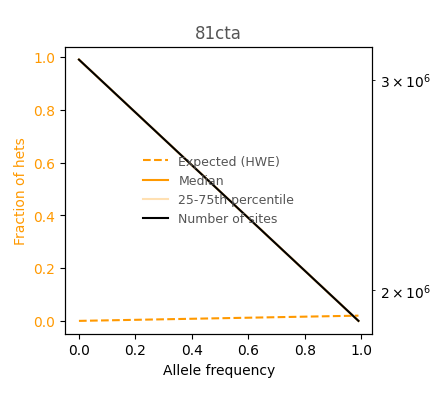 81cta
1.0
0.8
0.6
0.4
0.2
0.0
Fraction of hets
3 × 10⁶
2 × 10⁶
Expected (HWE)
Median
25-75th percentile
Number of sites
0.0 0.2 0.4 0.6 0.8 1.0
Allele frequency